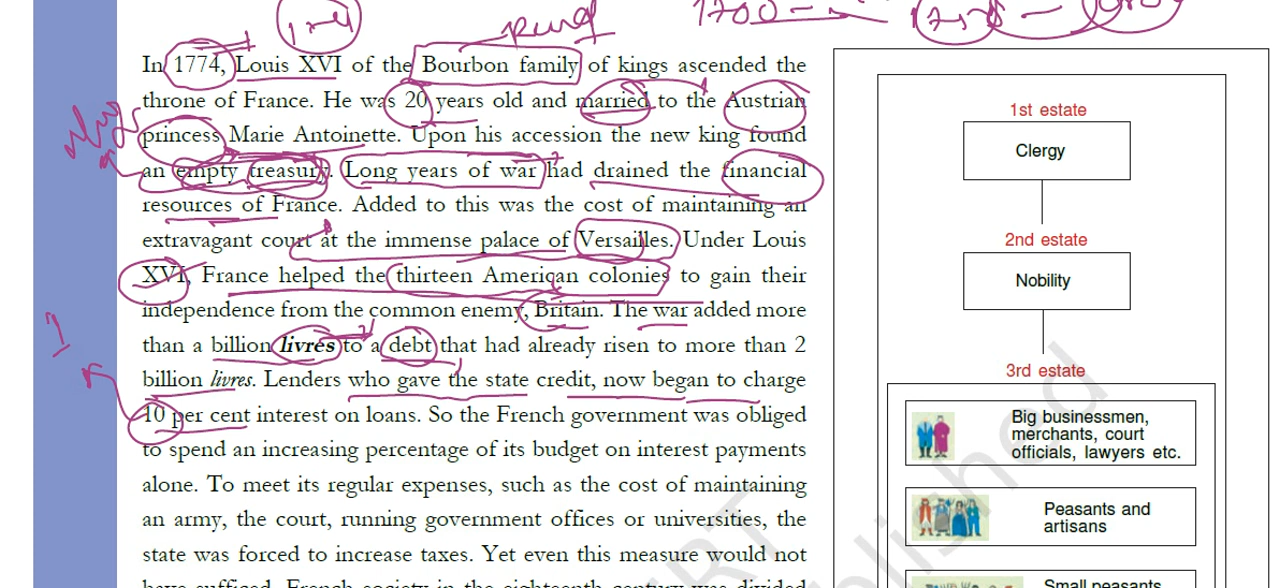 In 1774, Louis XVI of the Bourbon family of kings ascended the
throne of France. He was 20 years old and married to the Austrian
princess Marie Antoinette. Upon his accession the new king found
an empty treasury. Long years of war had drained the financial
resources of France. Added to this was the cost of maintaining an
extravagant court at the immense palace of Versailles. Under Louis
XVI, France helped the thirteen American colonies to gain their
independence from the common enemy, Britain. The war added more
than a billion livres to a debt that had already risen to more than 2
billion livres. Lenders who gave the state credit, now began to charge
10 per cent interest on loans. So the French government was obliged
to spend an increasing percentage of its budget on interest payments
alone. To meet its regular expenses, such as the cost of maintaining
an army, the court, running government offices or universities, the
state was forced to increase taxes. Yet even this measure would not
have sufficed. French society in the eighteenth century was divided
1st estate
Clergy
2nd estate
Nobility
3rd estate
Big businessmen,
merchants, court
officials, lawyers etc.
Peasants and
artisans
Small peasants,